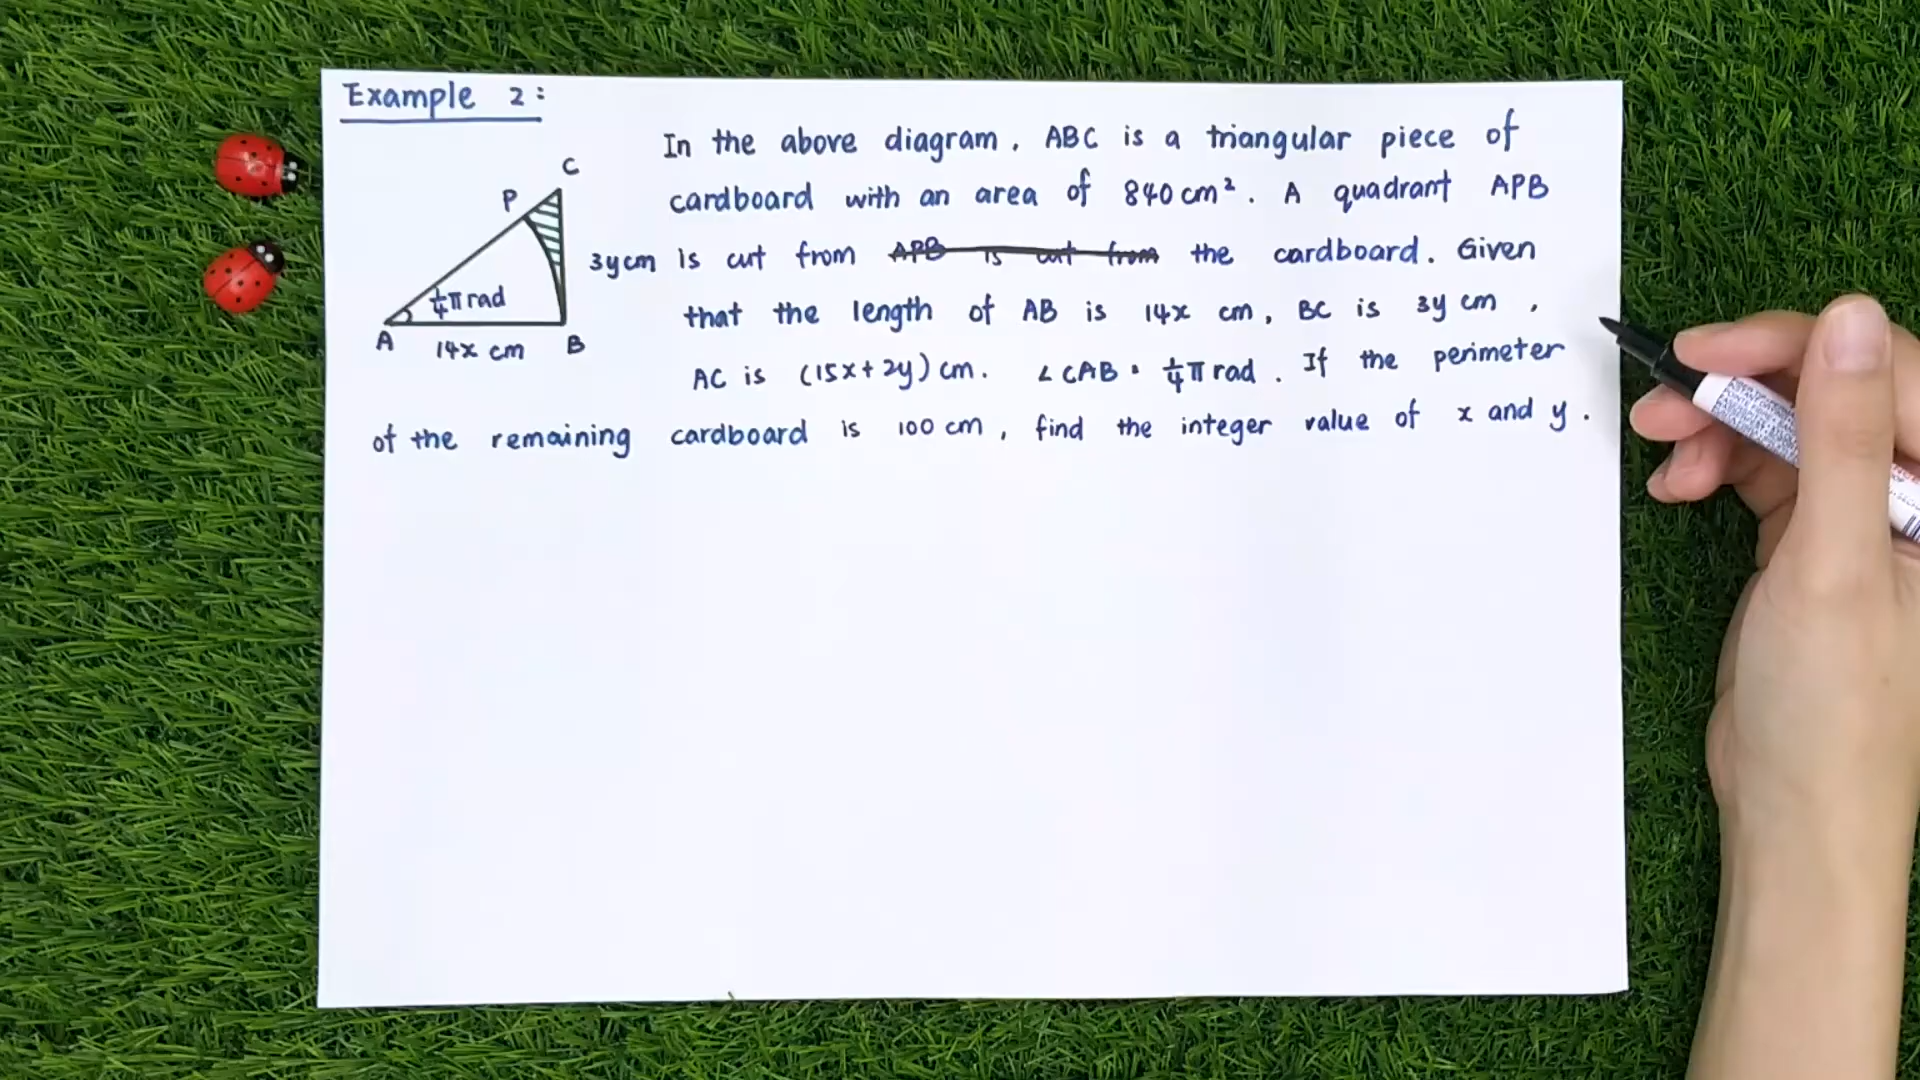 Example 2:
C
P
3y cm
¼π rad
A
14x cm
B
In the above diagram, ABC is a triangular piece of
cardboard with an area of 840 cm². A quadrant APB
is cut from APB is cut from the cardboard. Given
that the length of AB is 14x cm, BC is 3y cm,
AC is (15x + 2y) cm. ∠CAB = ¼π rad. If the perimeter
of the remaining cardboard is 100 cm, find the integer value of x and y.